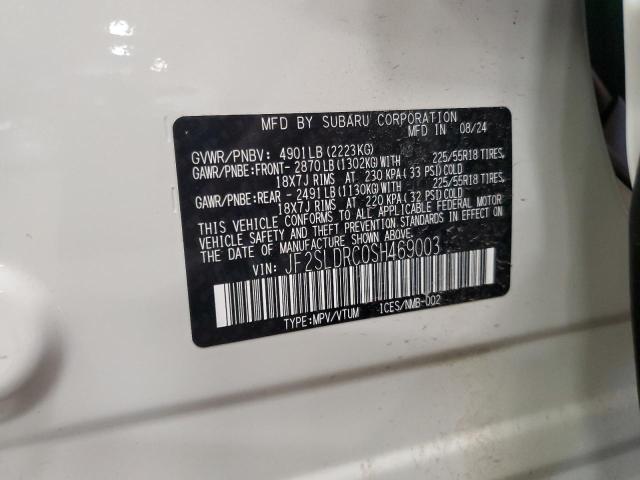 MFD BY SUBARU CORPORATION
MFD IN 08/24
GVWR/PNBV: 4901LB (2223KG)
GAWR/PNBE: FRONT- 2870LB (1302KG) WITH 225/55R18 TIRES,
18X7J RIMS AT 230 KPA ( 33 PSI) COLD
GAWR/PNBE: REAR - 2491LB (1130KG) WITH 225/55R18 TIRES,
18X7J RIMS AT 220 KPA ( 32 PSI) COLD
THIS VEHICLE CONFORMS TO ALL APPLICABLE FEDERAL MOTOR
VEHICLE SAFETY AND THEFT PREVENTION STANDARDS IN EFFECT ON
THE DATE OF MANUFACTURE SHOWN ABOVE.
VIN: JF2SLDRC0SH469003
TYPE: MPV/VTUM ICES/NMB-002